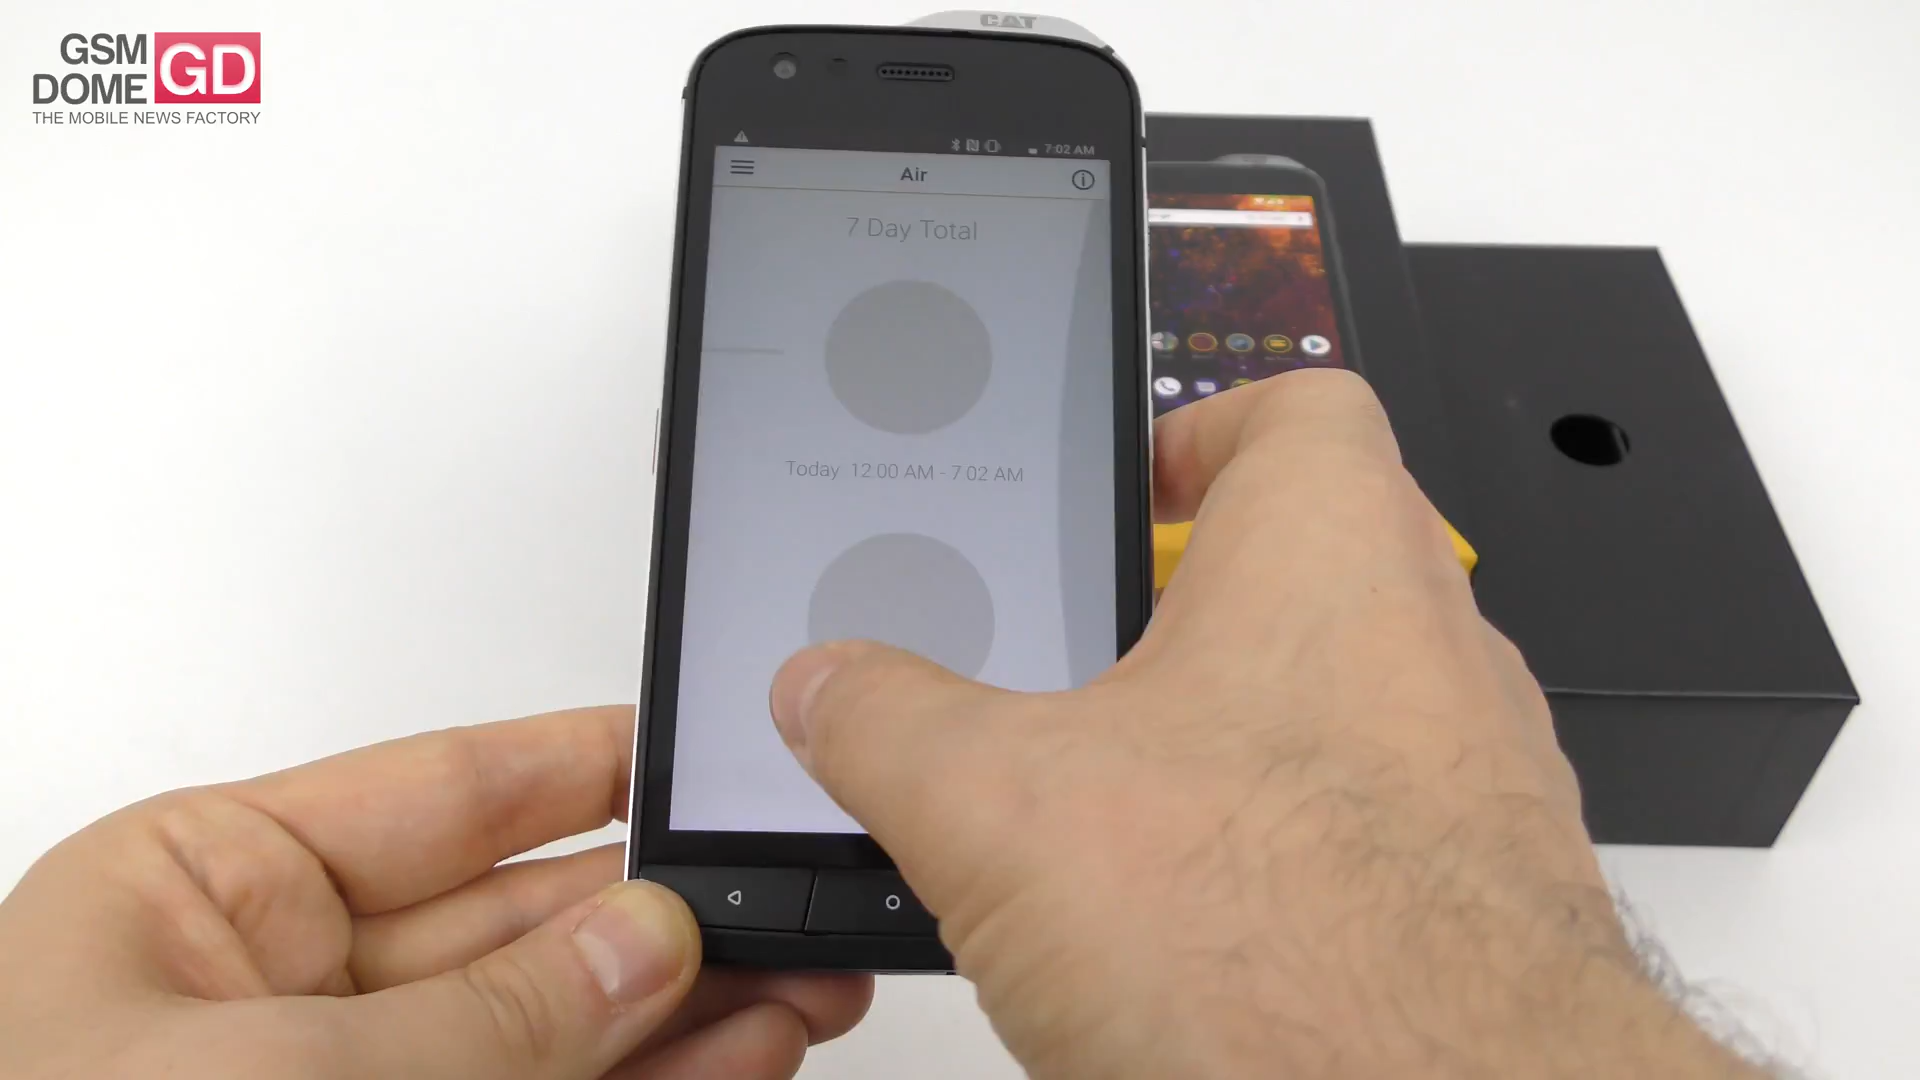 GSM
DOME
GD
THE MOBILE NEWS FACTORY
CAT
7:02 AM
Air
7 Day Total
Today 12:00 AM - 7:02 AM